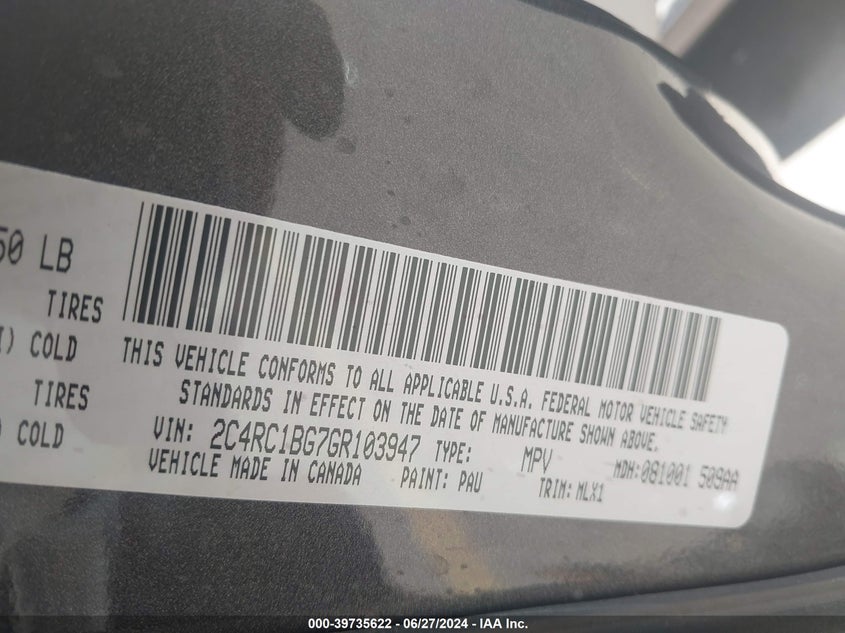 50 LB
TIRES
) COLD
TIRES
COLD
THIS VEHICLE CONFORMS TO ALL APPLICABLE U.S.A. FEDERAL MOTOR VEHICLE SAFETY
STANDARDS IN EFFECT ON THE DATE OF MANUFACTURE SHOWN ABOVE.
VIN: 2C4RC1BG7GR103947 TYPE: MPV MDH:081001 509AA
VEHICLE MADE IN CANADA PAINT: PAU TRIM: MLX1
000-39735622 - 06/27/2024 - IAA Inc.